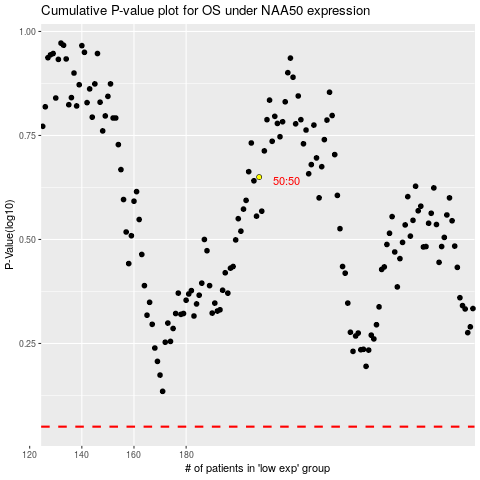 Cumulative P-value plot for OS under NAA50 expression
P-Value(log10)
1.00
0.75
0.50
0.25
50:50
120 140 160 180
# of patients in 'low exp' group